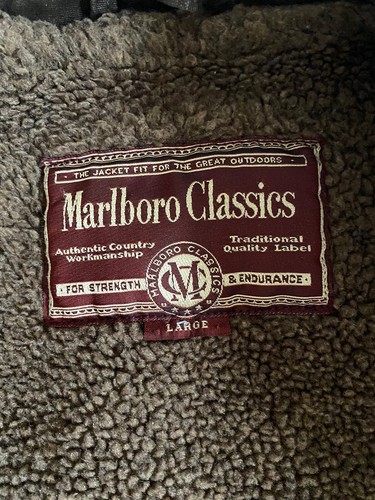 · THE JACKET FIT FOR THE GREAT OUTDOORS ·
Marlboro Classics
Authentic Country Workmanship
Traditional Quality Label
MARLBORO CLASSICS
MC
· FOR STRENGTH & ENDURANCE ·
LARGE